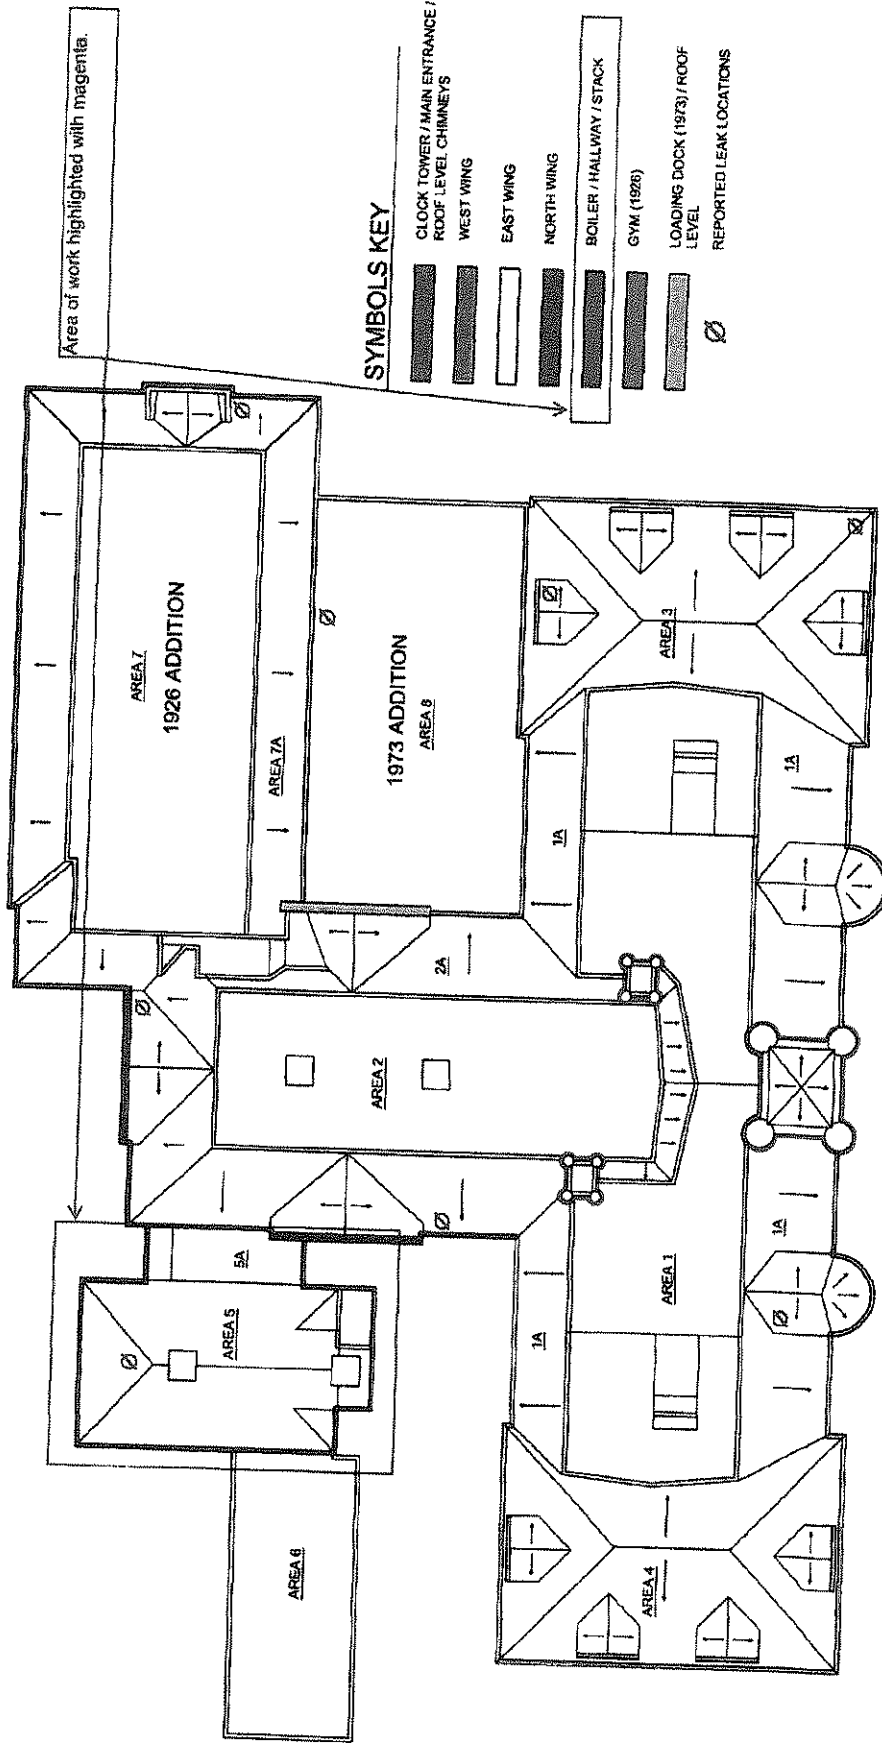 Area of work highlighted with magenta.
SYMBOLS KEY
CLOCK TOWER / MAIN ENTRANCE /
ROOF LEVEL CHIMNEYS
WEST WING
EAST WING
NORTH WING
BOILER / HALLWAY / STACK
GYM (1926)
LOADING DOCK (1973) / ROOF
LEVEL
REPORTED LEAK LOCATIONS
AREA 7
1926 ADDITION
AREA 7A
1973 ADDITION
AREA 8
AREA 3
1A
1A
2A
AREA 2
AREA 1
1A
1A
5A
AREA 5
AREA 6
AREA 4